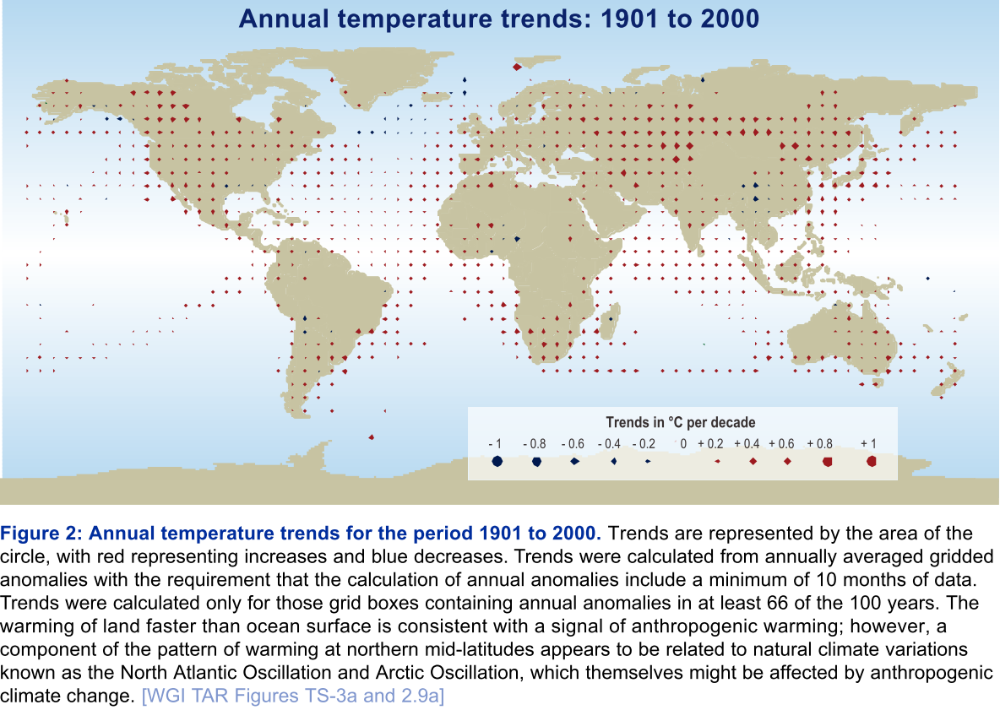 Annual temperature trends: 1901 to 2000
Trends in °C per decade
- 1 - 0.8 - 0.6 - 0.4 - 0.2 0 + 0.2 + 0.4 + 0.6 + 0.8 + 1
Figure 2: Annual temperature trends for the period 1901 to 2000. Trends are represented by the area of the
circle, with red representing increases and blue decreases. Trends were calculated from annually averaged gridded
anomalies with the requirement that the calculation of annual anomalies include a minimum of 10 months of data.
Trends were calculated only for those grid boxes containing annual anomalies in at least 66 of the 100 years. The
warming of land faster than ocean surface is consistent with a signal of anthropogenic warming; however, a
component of the pattern of warming at northern mid-latitudes appears to be related to natural climate variations
known as the North Atlantic Oscillation and Arctic Oscillation, which themselves might be affected by anthropogenic
climate change. [WGI TAR Figures TS-3a and 2.9a]